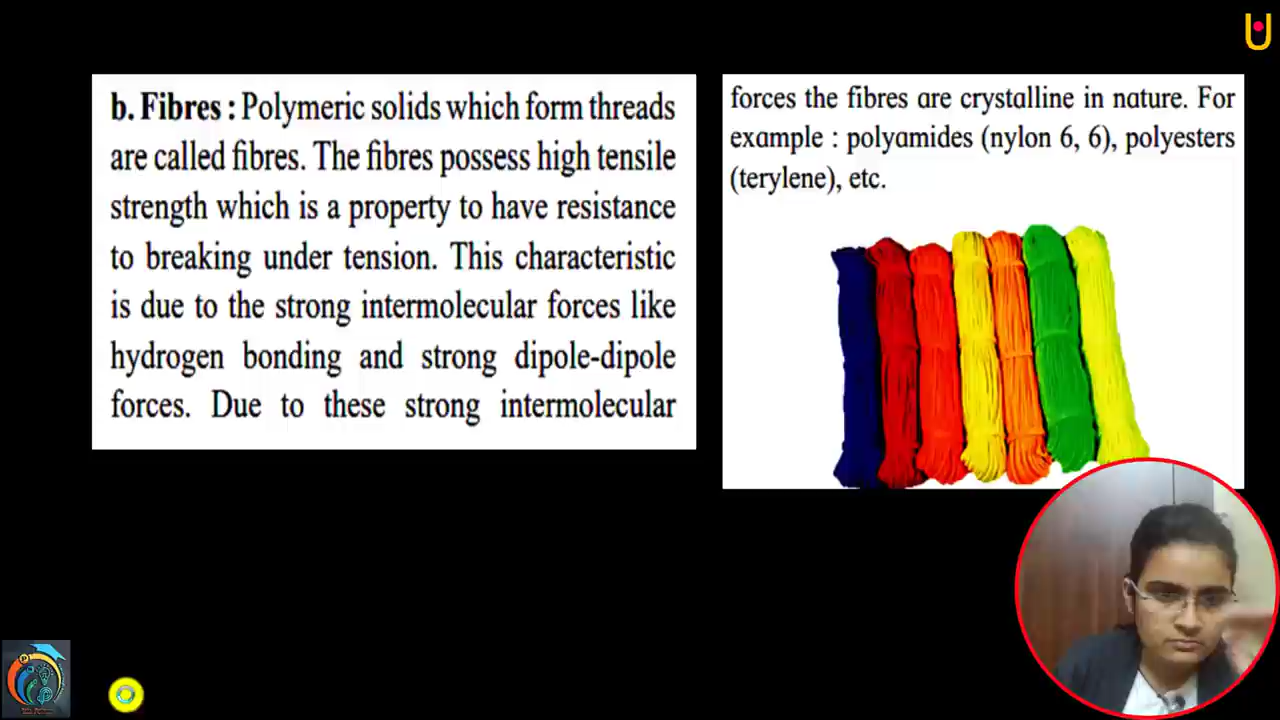 b. Fibres : Polymeric solids which form threads
are called fibres. The fibres possess high tensile
strength which is a property to have resistance
to breaking under tension. This characteristic
is due to the strong intermolecular forces like
hydrogen bonding and strong dipole-dipole
forces. Due to these strong intermolecular
forces the fibres are crystalline in nature. For
example : polyamides (nylon 6, 6), polyesters
(terylene), etc.